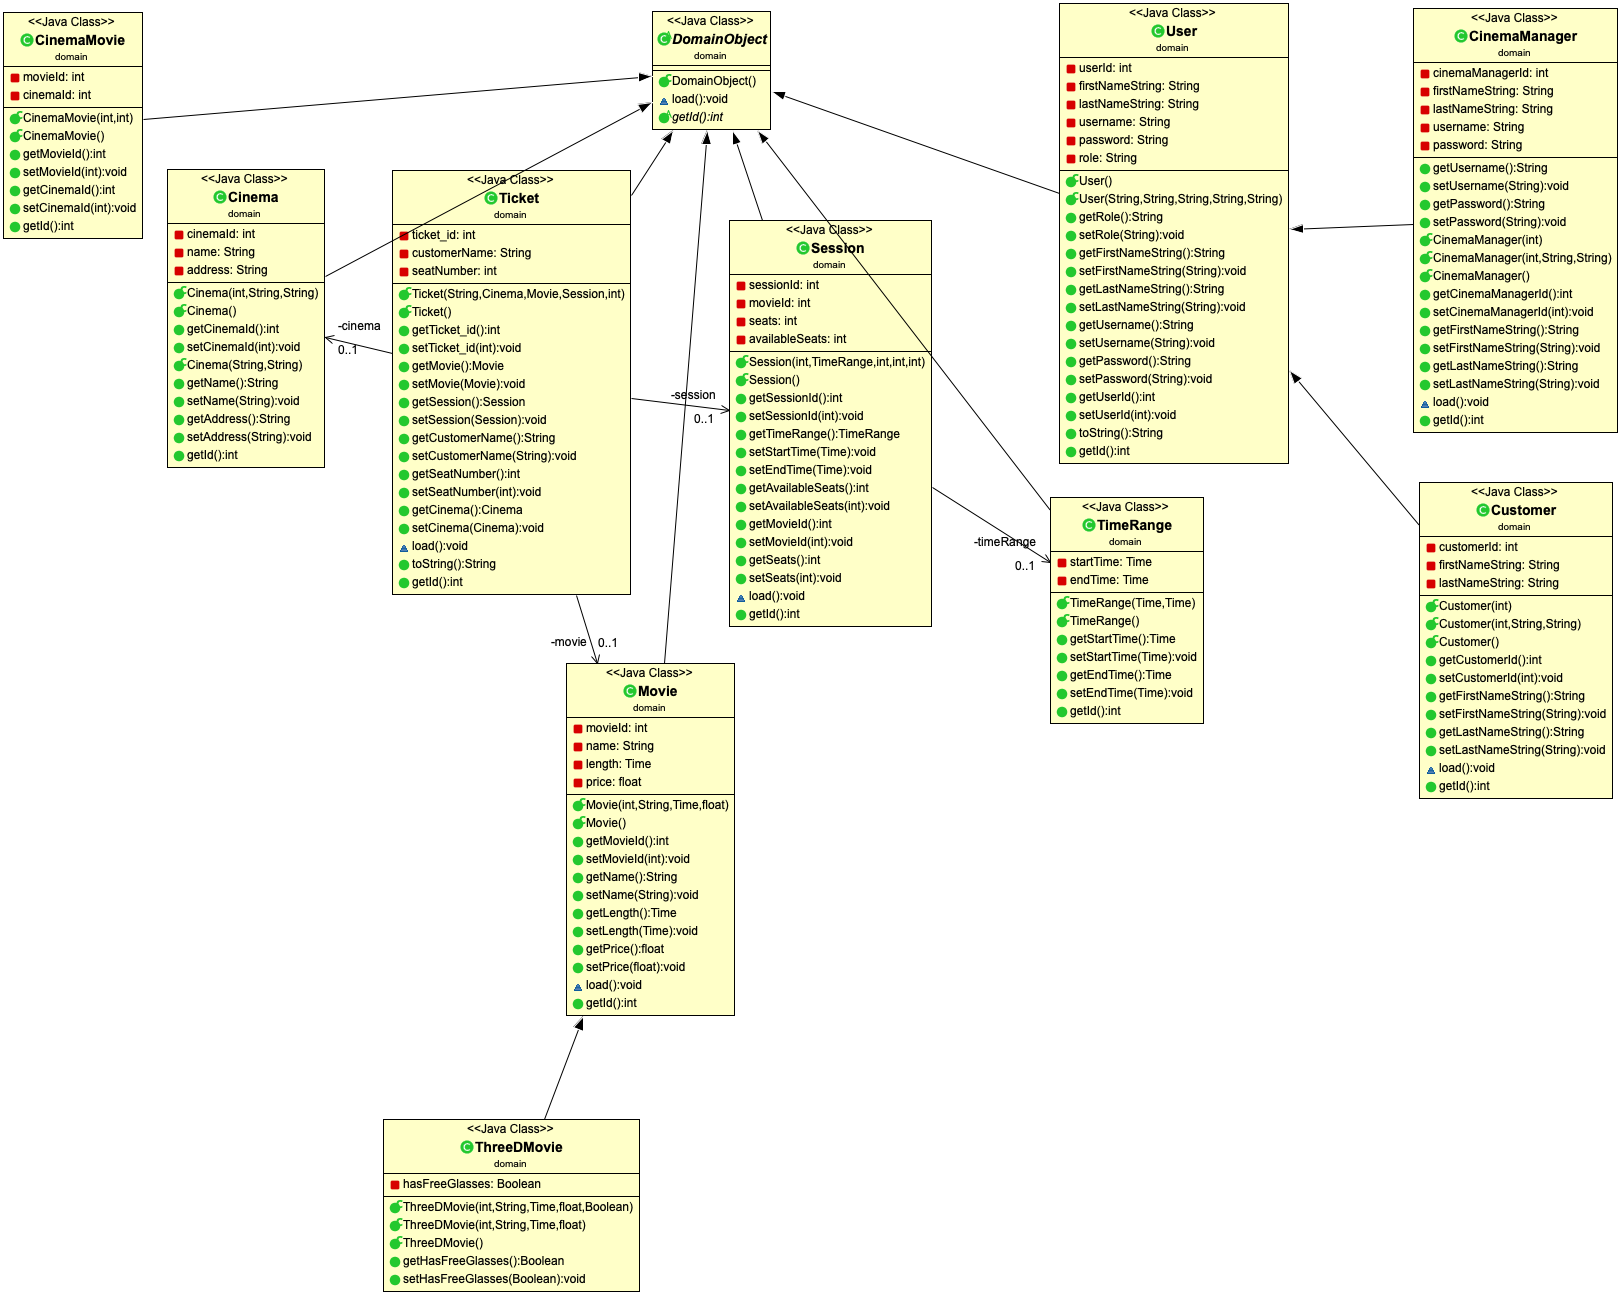 <<Java Class>>
CinemaMovie
domain
movieId: int
cinemaId: int
CinemaMovie(int,int)
CinemaMovie()
getMovieId():int
setMovieId(int):void
getCinemaId():int
setCinemaId(int):void
getId():int
<<Java Class>>
DomainObject
domain
DomainObject()
load():void
getId():int
<<Java Class>>
User
domain
userId: int
firstNameString: String
lastNameString: String
username: String
password: String
role: String
User()
User(String,String,String,String,String)
getRole():String
setRole(String):void
getFirstNameString():String
setFirstNameString(String):void
getLastNameString():String
setLastNameString(String):void
getUsername():String
setUsername(String):void
getPassword():String
setPassword(String):void
getUserId():int
setUserId(int):void
toString():String
getId():int
<<Java Class>>
CinemaManager
domain
cinemaManagerId: int
firstNameString: String
lastNameString: String
username: String
password: String
getUsername():String
setUsername(String):void
getPassword():String
setPassword(String):void
CinemaManager(int)
CinemaManager(int,String,String)
CinemaManager()
getCinemaManagerId():int
setCinemaManagerId(int):void
getFirstNameString():String
setFirstNameString(String):void
getLastNameString():String
setLastNameString(String):void
load():void
getId():int
<<Java Class>>
Cinema
domain
cinemaId: int
name: String
address: String
Cinema(int,String,String)
Cinema()
getCinemaId():int
setCinemaId(int):void
Cinema(String,String)
getName():String
setName(String):void
getAddress():String
setAddress(String):void
getId():int
-cinema
0..1
<<Java Class>>
Ticket
domain
ticket_id: int
customerName: String
seatNumber: int
Ticket(String,Cinema,Movie,Session,int)
Ticket()
getTicket_id():int
setTicket_id(int):void
getMovie():Movie
setMovie(Movie):void
getSession():Session
setSession(Session):void
getCustomerName():String
setCustomerName(String):void
getSeatNumber():int
setSeatNumber(int):void
getCinema():Cinema
setCinema(Cinema):void
load():void
toString():String
getId():int
-session
0..1
<<Java Class>>
Session
domain
sessionId: int
movieId: int
seats: int
availableSeats: int
Session(int,TimeRange,int,int,int)
Session()
getSessionId():int
setSessionId(int):void
getTimeRange():TimeRange
setStartTime(Time):void
setEndTime(Time):void
getAvailableSeats():int
setAvailableSeats(int):void
getMovieId():int
setMovieId(int):void
getSeats():int
setSeats(int):void
load():void
getId():int
-timeRange
0..1
<<Java Class>>
TimeRange
domain
startTime: Time
endTime: Time
TimeRange(Time,Time)
TimeRange()
getStartTime():Time
setStartTime(Time):void
getEndTime():Time
setEndTime(Time):void
getId():int
<<Java Class>>
Customer
domain
customerId: int
firstNameString: String
lastNameString: String
Customer(int)
Customer(int,String,String)
Customer()
getCustomerId():int
setCustomerId(int):void
getFirstNameString():String
setFirstNameString(String):void
getLastNameString():String
setLastNameString(String):void
load():void
getId():int
-movie 0..1
<<Java Class>>
Movie
domain
movieId: int
name: String
length: Time
price: float
Movie(int,String,Time,float)
Movie()
getMovieId():int
setMovieId(int):void
getName():String
setName(String):void
getLength():Time
setLength(Time):void
getPrice():float
setPrice(float):void
load():void
getId():int
<<Java Class>>
ThreeDMovie
domain
hasFreeGlasses: Boolean
ThreeDMovie(int,String,Time,float,Boolean)
ThreeDMovie(int,String,Time,float)
ThreeDMovie()
getHasFreeGlasses():Boolean
setHasFreeGlasses(Boolean):void